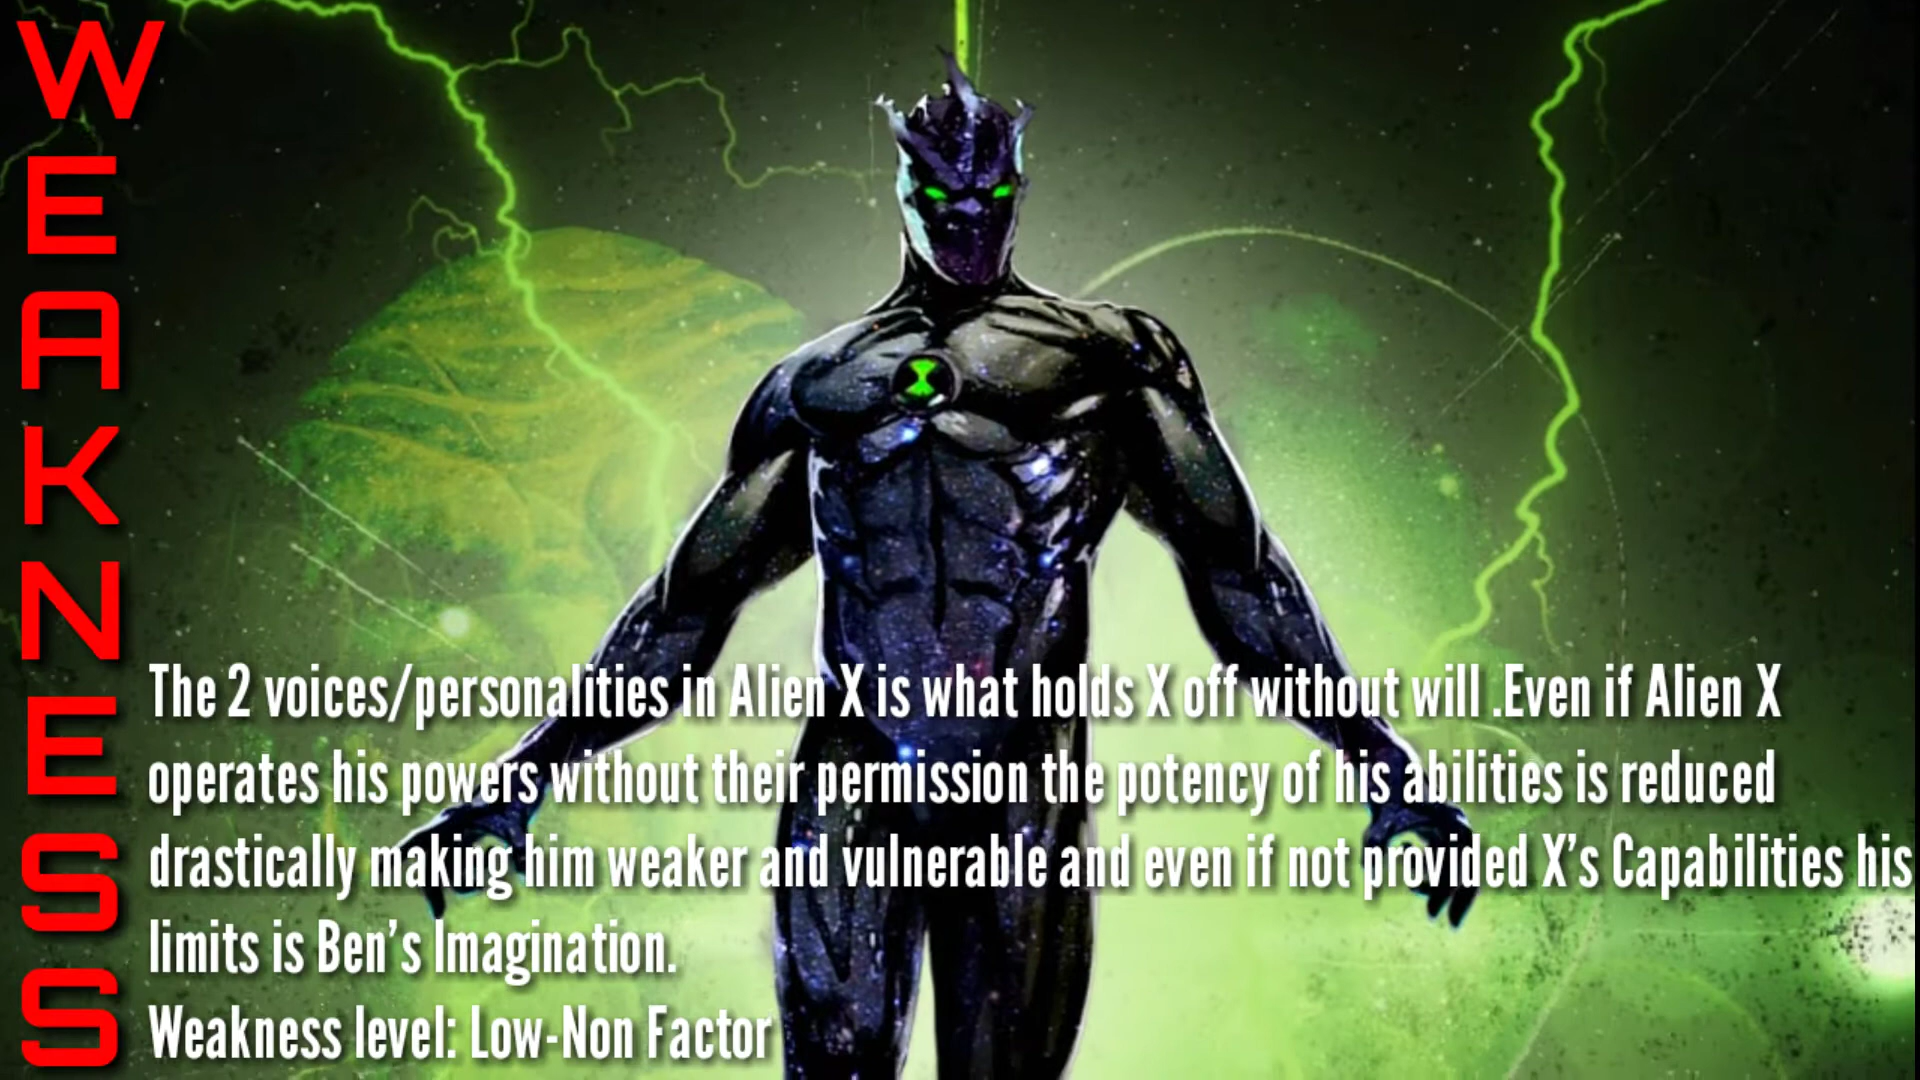 WEAKNESS
The 2 voices/personalities in Alien X is what holds X off without will .Even if Alien X
operates his powers without their permission the potency of his abilities is reduced
drastically making him weaker and vulnerable and even if not provided X's Capabilities his
limits is Ben's Imagination.
Weakness level: Low-Non Factor